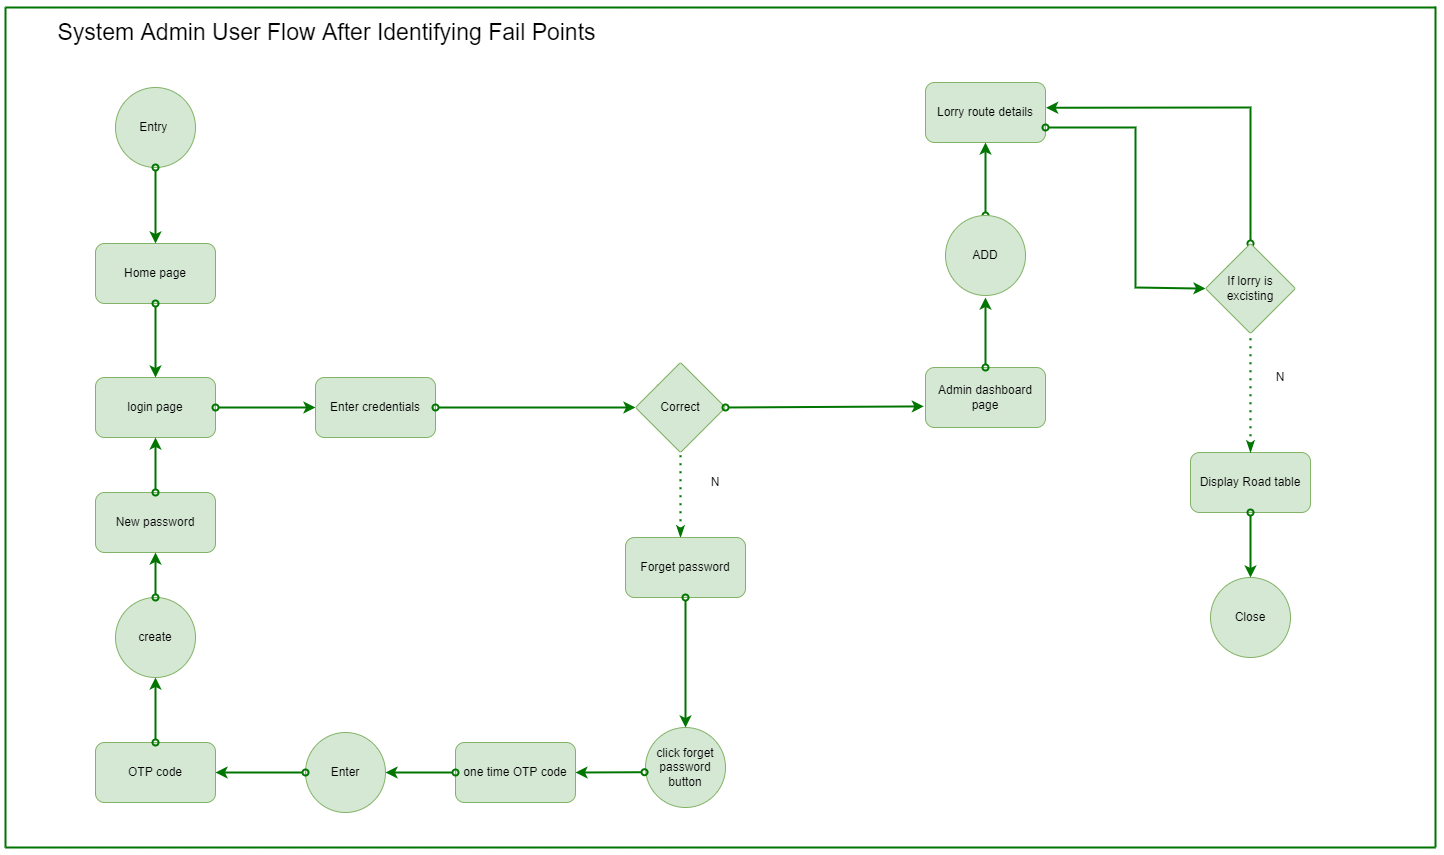 System Admin User Flow After Identifying Fail Points
Entry
Home page
login page
Enter credentials
Correct
N
Forget password
click forget
password
button
one time OTP code
Enter
OTP code
create
New password
Admin dashboard
page
ADD
Lorry route details
If lorry is
excisting
N
Display Road table
Close